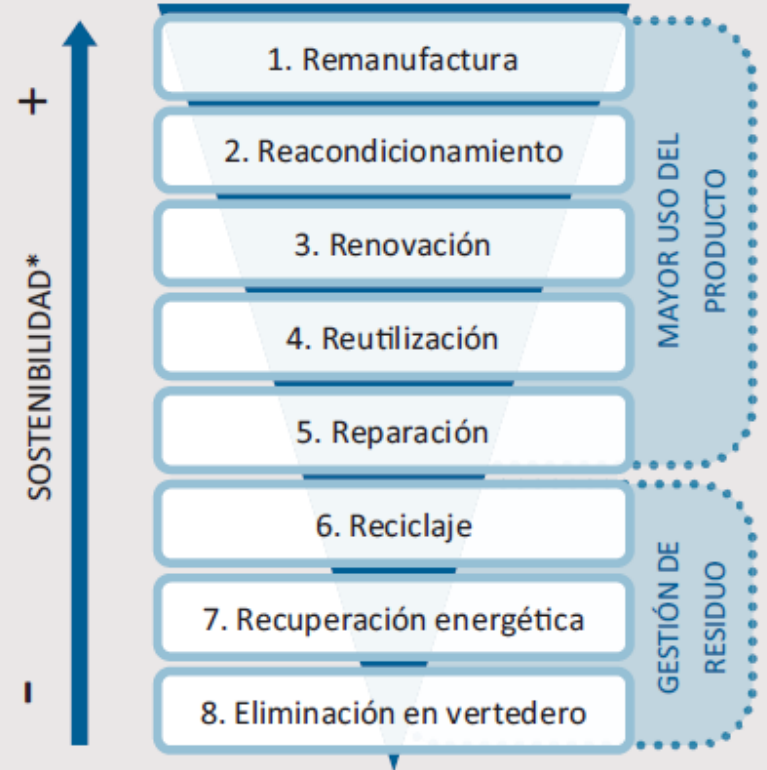 +
SOSTENIBILIDAD*
-
1. Remanufactura
2. Reacondicionamiento
3. Renovación
4. Reutilización
5. Reparación
6. Reciclaje
7. Recuperación energética
8. Eliminación en vertedero
MAYOR USO DEL
PRODUCTO
GESTIÓN DE
RESIDUO